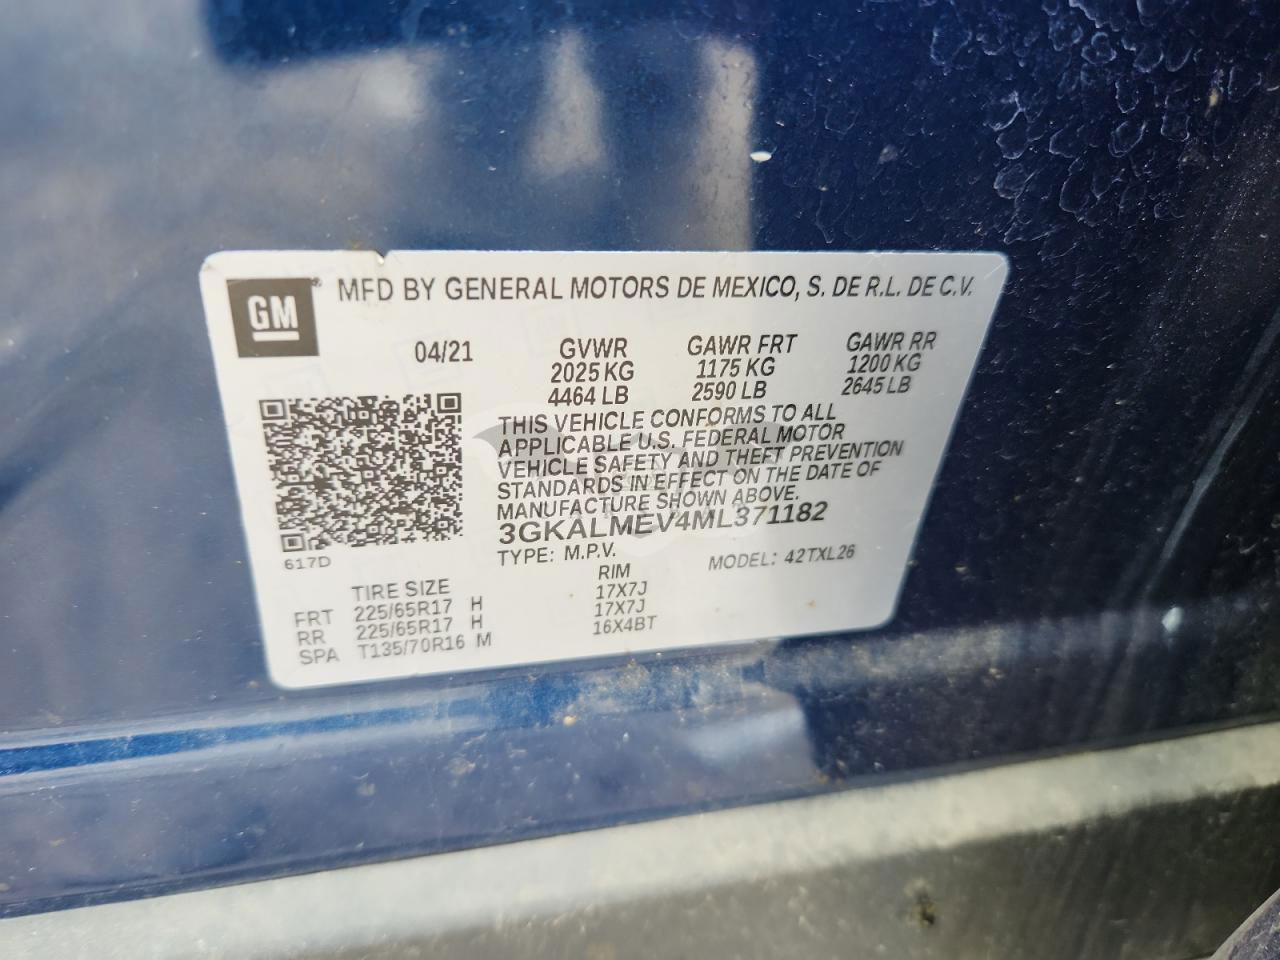 GM® MFD BY GENERAL MOTORS DE MEXICO, S. DE R.L. DE C.V.
04/21 GVWR GAWR FRT GAWR RR
2025 KG 1175 KG 1200 KG
4464 LB 2590 LB 2645 LB
THIS VEHICLE CONFORMS TO ALL
APPLICABLE U.S. FEDERAL MOTOR
VEHICLE SAFETY AND THEFT PREVENTION
STANDARDS IN EFFECT ON THE DATE OF
MANUFACTURE SHOWN ABOVE.
3GKALMEV4ML371182
617D
TYPE: M.P.V. MODEL: 42TXL26
TIRE SIZE RIM
FRT 225/65R17 H 17X7J
RR 225/65R17 H 17X7J
SPA T135/70R16 M 16X4BT